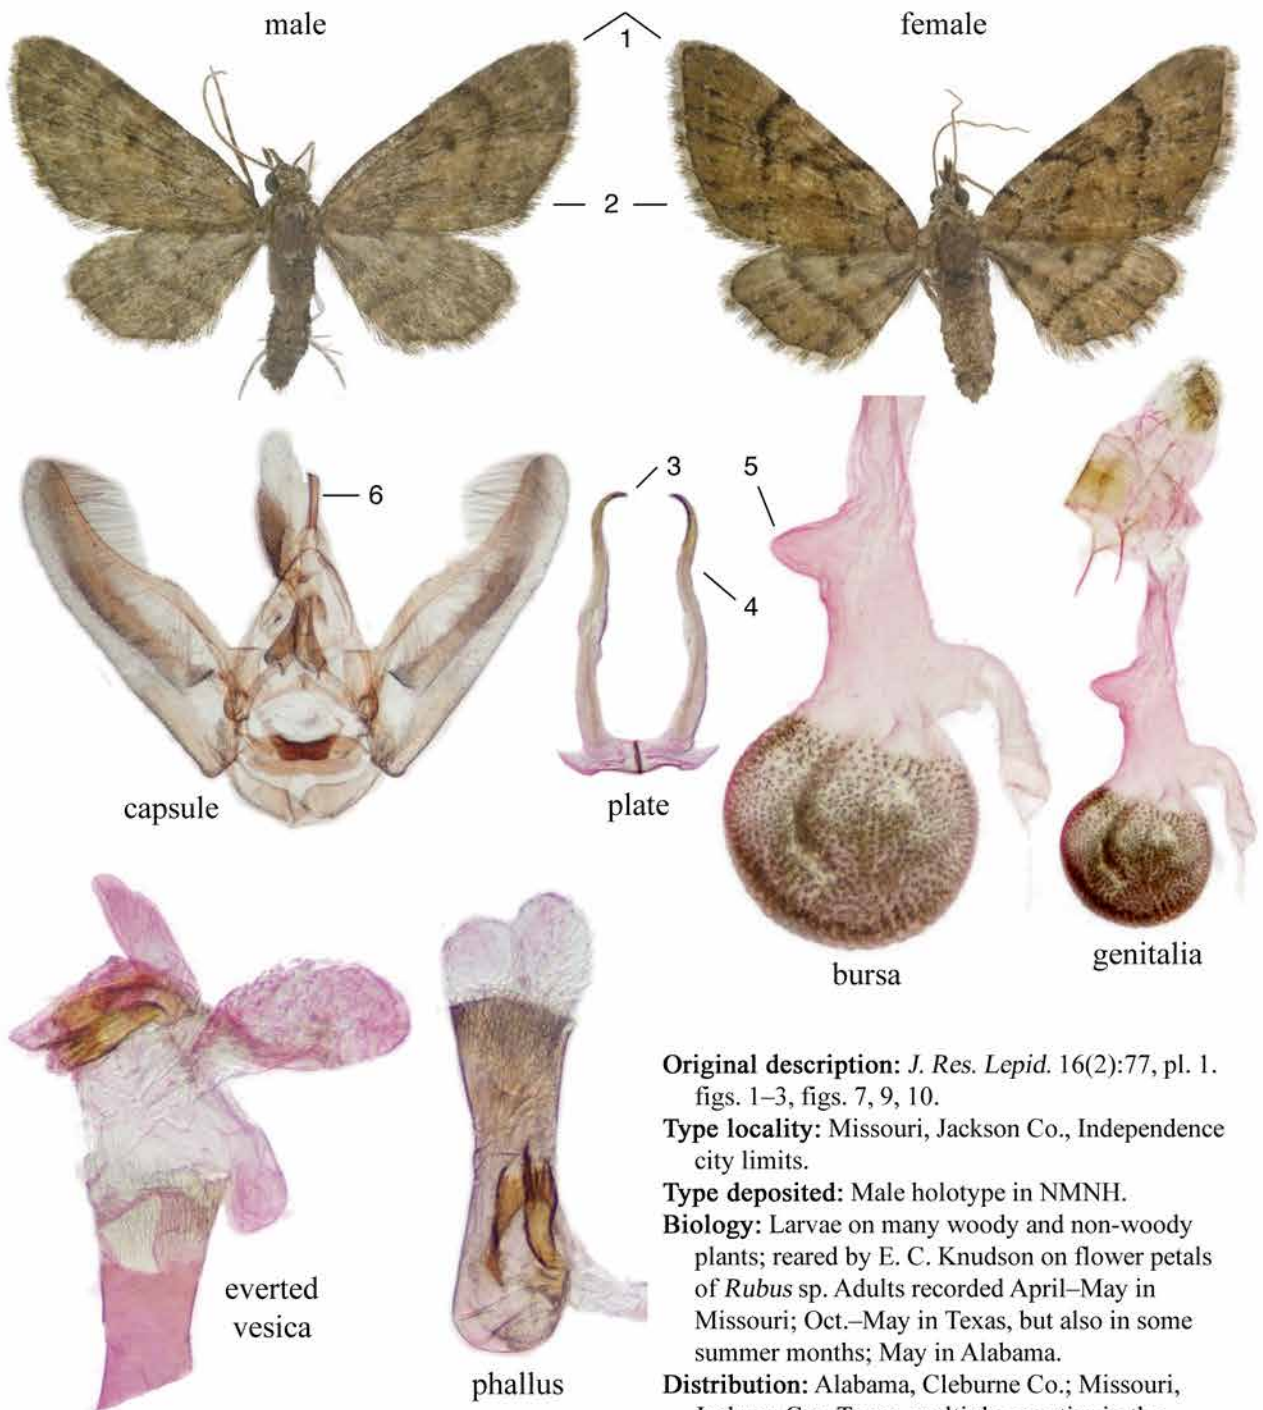 male
1
female
2
3
5
6
4
capsule
plate
bursa
genitalia
everted
vesica
phallus
Original description: J. Res. Lepid. 16(2):77, pl. 1.
figs. 1–3, figs. 7, 9, 10.
Type locality: Missouri, Jackson Co., Independence
city limits.
Type deposited: Male holotype in NMNH.
Biology: Larvae on many woody and non-woody
plants; reared by E. C. Knudson on flower petals
of Rubus sp. Adults recorded April–May in
Missouri; Oct.–May in Texas, but also in some
summer months; May in Alabama.
Distribution: Alabama, Cleburne Co.; Missouri,